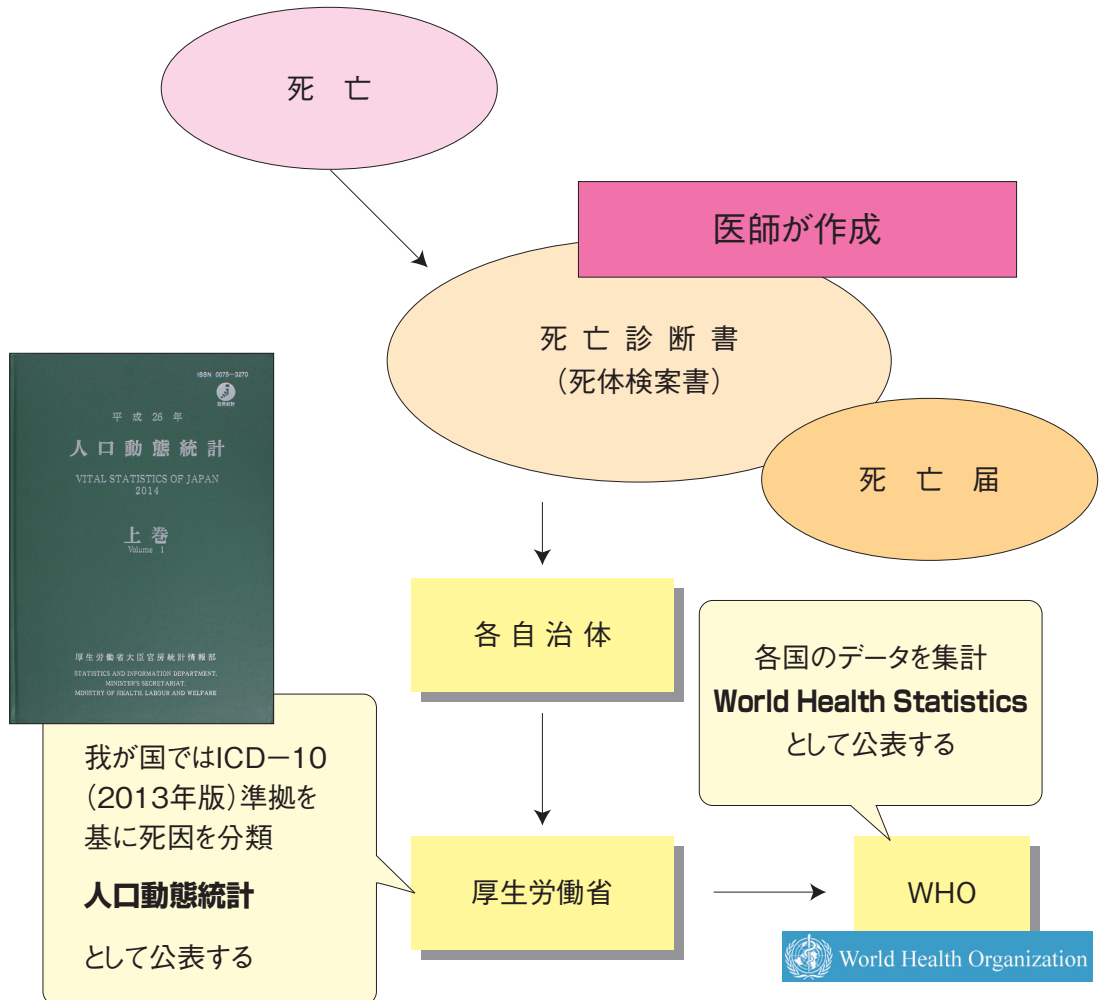 死 亡
医師が作成
死 亡 診 断 書
（死体検案書）
死 亡 届
ISSN 0075－3270
平 成 26 年
人 口 動 態 統 計
VITAL STATISTICS OF JAPAN
2014
上 巻
Volume 1
厚生労働省大臣官房統計情報部
STATISTICS AND INFORMATION DEPARTMENT,
MINISTER'S SECRETARIAT,
MINISTRY OF HEALTH, LABOUR AND WELFARE
各 自 治 体
各国のデータを集計
World Health Statistics
として公表する
我が国ではICD－10
（2013年版）準拠を
基に死因を分類
人口動態統計
として公表する
厚生労働省
WHO
World Health Organization